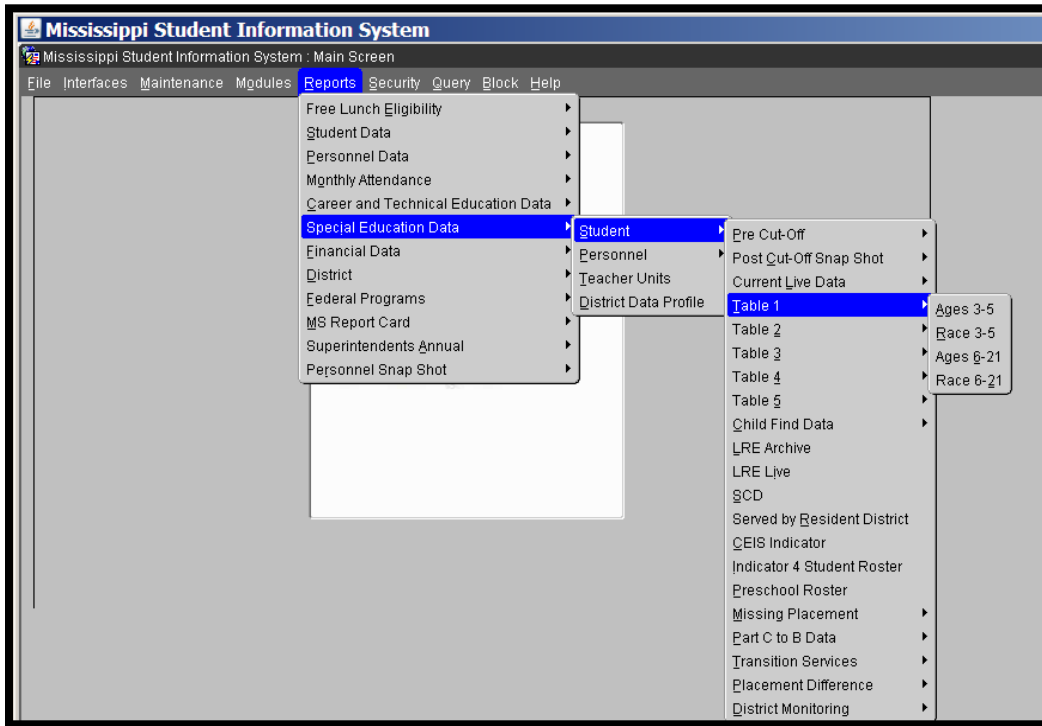 Mississippi Student Information System
Mississippi Student Information System : Main Screen
File Interfaces Maintenance Modules Reports Security Query Block Help
Free Lunch Eligibility
Student Data
Personnel Data
Monthly Attendance
Career and Technical Education Data
Special Education Data
Financial Data
District
Federal Programs
MS Report Card
Superintendents Annual
Personnel Snap Shot
Student
Personnel
Teacher Units
District Data Profile
Pre Cut-Off
Post Cut-Off Snap Shot
Current Live Data
Table 1
Table 2
Table 3
Table 4
Table 5
Child Find Data
LRE Archive
LRE Live
SCD
Served by Resident District
CEIS Indicator
Indicator 4 Student Roster
Preschool Roster
Missing Placement
Part C to B Data
Transition Services
Placement Difference
District Monitoring
Ages 3-5
Race 3-5
Ages 6-21
Race 6-21